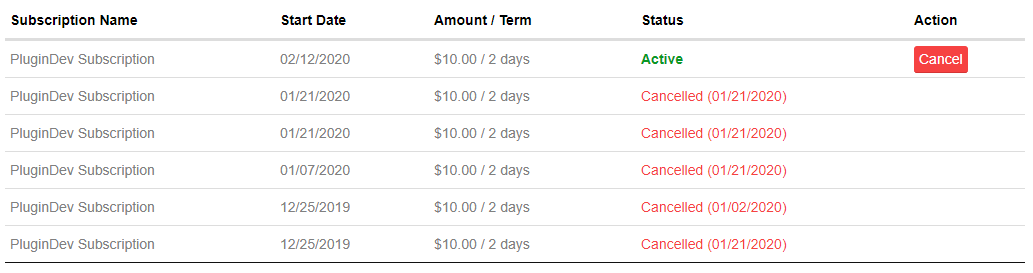 Subscription Name Start Date Amount / Term Status Action
PluginDev Subscription 02/12/2020 $10.00 / 2 days Active Cancel
PluginDev Subscription 01/21/2020 $10.00 / 2 days Cancelled (01/21/2020)
PluginDev Subscription 01/21/2020 $10.00 / 2 days Cancelled (01/21/2020)
PluginDev Subscription 01/07/2020 $10.00 / 2 days Cancelled (01/21/2020)
PluginDev Subscription 12/25/2019 $10.00 / 2 days Cancelled (01/02/2020)
PluginDev Subscription 12/25/2019 $10.00 / 2 days Cancelled (01/21/2020)